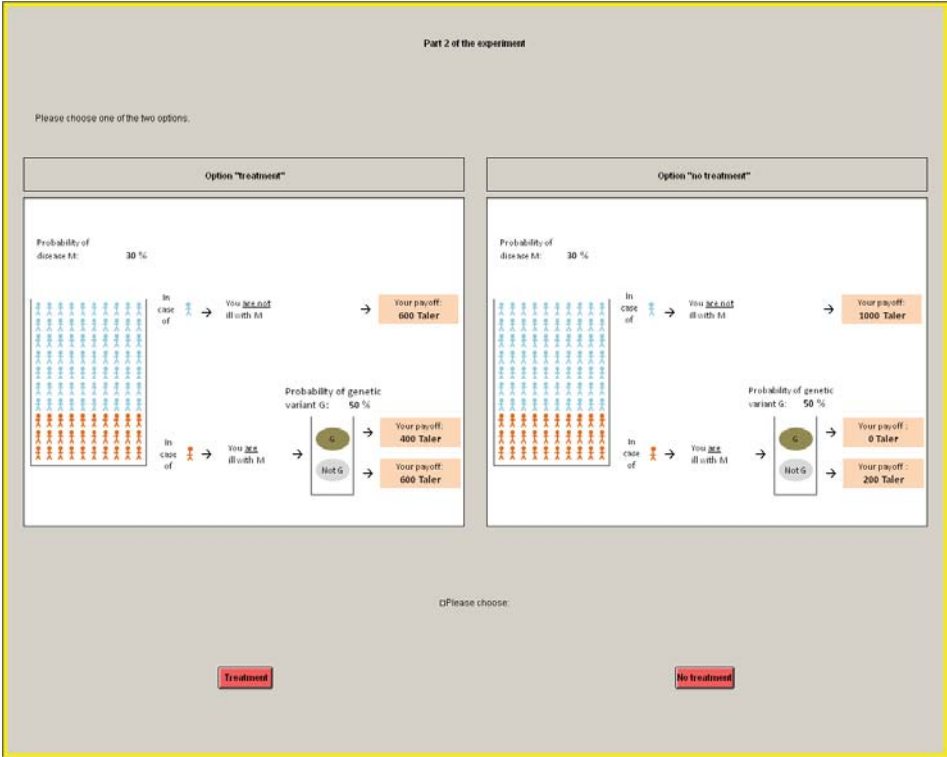 Part 2 of the experiment
Please choose one of the two options.
Option "treatment"
Probability of
disease M: 30 %
In
case
of
You are not
ill with M
Your payoff:
600 Taler
Probability of genetic
variant G: 50 %
In
case
of
You are
ill with M
G
Not G
Your payoff:
400 Taler
Your payoff:
600 Taler
Option "no treatment"
Probability of
disease M: 30 %
In
case
of
You are not
ill with M
Your payoff:
1000 Taler
Probability of genetic
variant G: 50 %
In
case
of
You are
ill with M
G
Not G
Your payoff :
0 Taler
Your payoff :
200 Taler
Please choose:
Treatment
No treatment